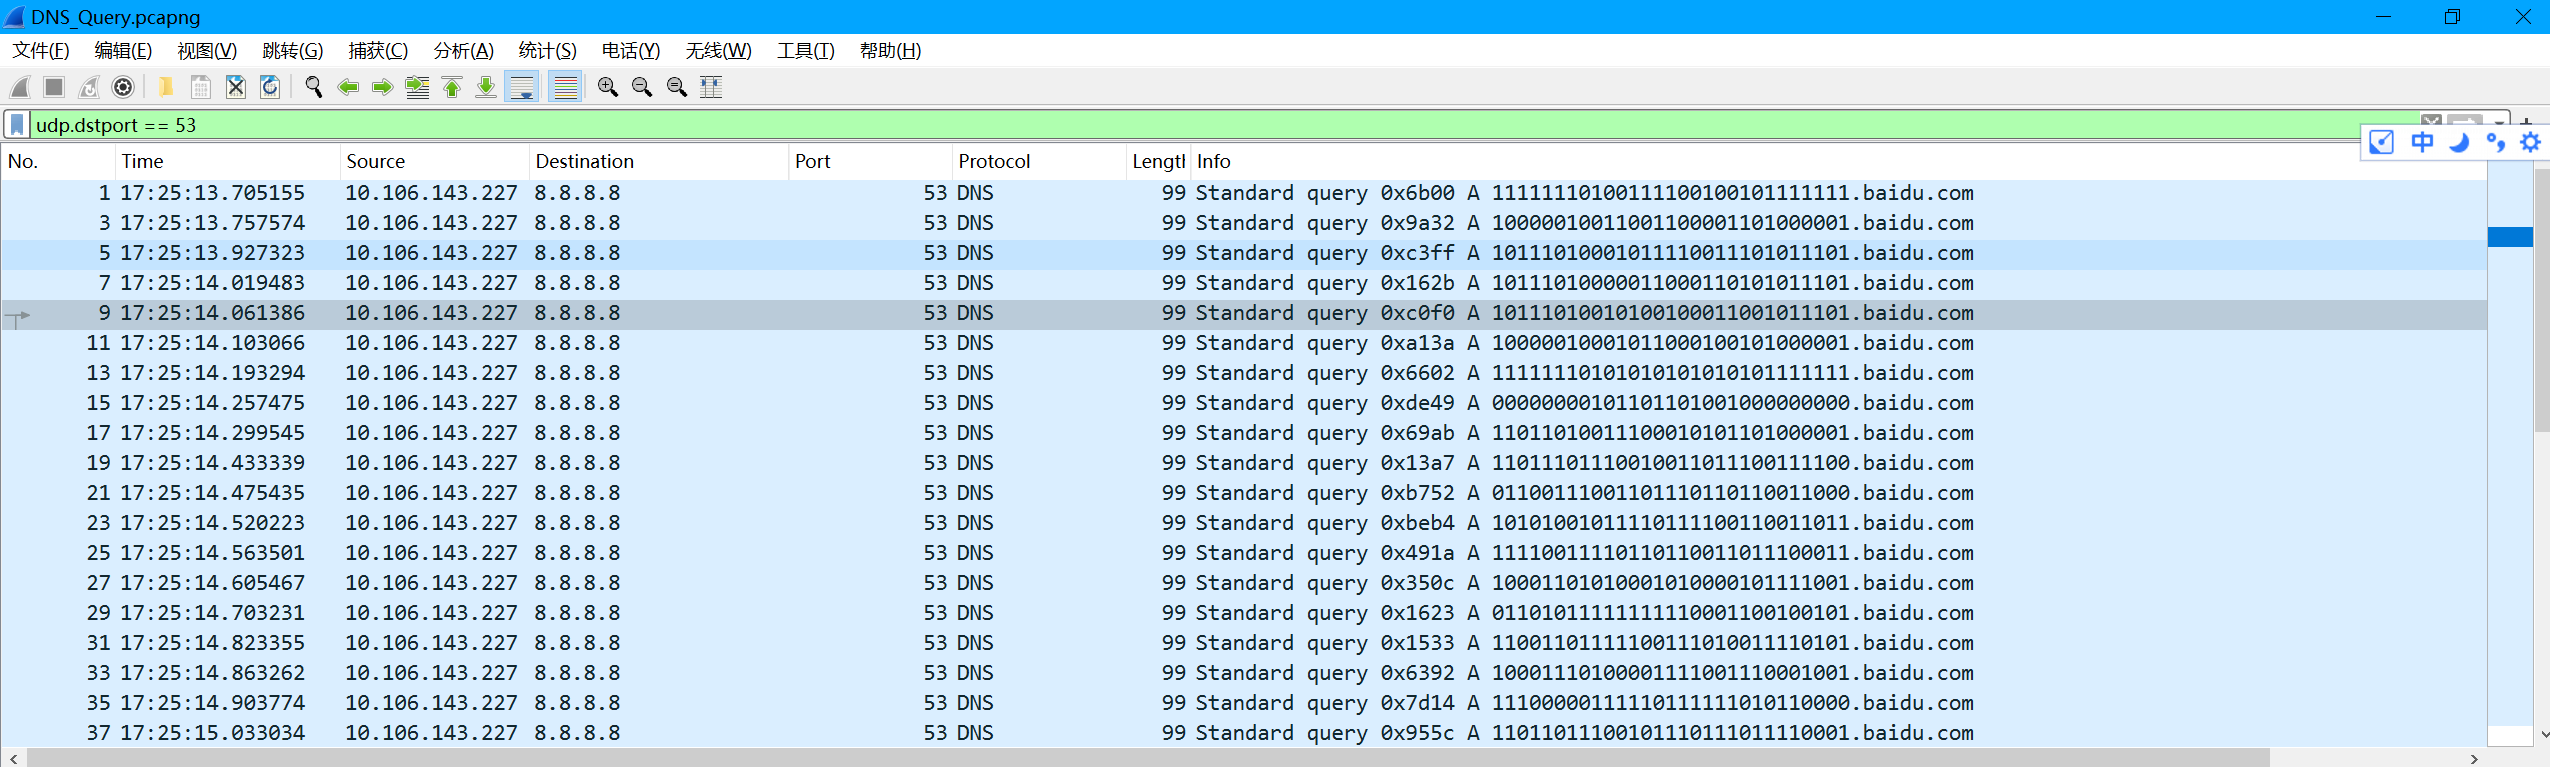 DNS_Query.pcapng
文件(F) 编辑(E) 视图(V) 跳转(G) 捕获(C) 分析(A) 统计(S) 电话(Y) 无线(W) 工具(T) 帮助(H)
udp.dstport == 53
中
No. Time Source Destination Port Protocol Length Info
1 17:25:13.705155 10.106.143.227 8.8.8.8 53 DNS 99 Standard query 0x6b00 A 11111110100111100100101111111.baidu.com
3 17:25:13.757574 10.106.143.227 8.8.8.8 53 DNS 99 Standard query 0x9a32 A 10000010011001100001101000001.baidu.com
5 17:25:13.927323 10.106.143.227 8.8.8.8 53 DNS 99 Standard query 0xc3ff A 10111010001011110011101011101.baidu.com
7 17:25:14.019483 10.106.143.227 8.8.8.8 53 DNS 99 Standard query 0x162b A 10111010000011000110101011101.baidu.com
9 17:25:14.061386 10.106.143.227 8.8.8.8 53 DNS 99 Standard query 0xc0f0 A 10111010010100100011001011101.baidu.com
11 17:25:14.103066 10.106.143.227 8.8.8.8 53 DNS 99 Standard query 0xa13a A 10000010001011000100101000001.baidu.com
13 17:25:14.193294 10.106.143.227 8.8.8.8 53 DNS 99 Standard query 0x6602 A 11111110101010101010101111111.baidu.com
15 17:25:14.257475 10.106.143.227 8.8.8.8 53 DNS 99 Standard query 0xde49 A 00000000101101101001000000000.baidu.com
17 17:25:14.299545 10.106.143.227 8.8.8.8 53 DNS 99 Standard query 0x69ab A 11011010011100010101101000001.baidu.com
19 17:25:14.433339 10.106.143.227 8.8.8.8 53 DNS 99 Standard query 0x13a7 A 11011101110010011011100111100.baidu.com
21 17:25:14.475435 10.106.143.227 8.8.8.8 53 DNS 99 Standard query 0xb752 A 01100111001101110110110011000.baidu.com
23 17:25:14.520223 10.106.143.227 8.8.8.8 53 DNS 99 Standard query 0xbeb4 A 10101001011110111100110011011.baidu.com
25 17:25:14.563501 10.106.143.227 8.8.8.8 53 DNS 99 Standard query 0x491a A 11110011110110110011011100011.baidu.com
27 17:25:14.605467 10.106.143.227 8.8.8.8 53 DNS 99 Standard query 0x350c A 10001101010001010000101111001.baidu.com
29 17:25:14.703231 10.106.143.227 8.8.8.8 53 DNS 99 Standard query 0x1623 A 01101011111111110001100100101.baidu.com
31 17:25:14.823355 10.106.143.227 8.8.8.8 53 DNS 99 Standard query 0x1533 A 11001101111100111010011110101.baidu.com
33 17:25:14.863262 10.106.143.227 8.8.8.8 53 DNS 99 Standard query 0x6392 A 10001110100001111001110001001.baidu.com
35 17:25:14.903774 10.106.143.227 8.8.8.8 53 DNS 99 Standard query 0x7d14 A 11100000111110111111010110000.baidu.com
37 17:25:15.033034 10.106.143.227 8.8.8.8 53 DNS 99 Standard query 0x955c A 11011011100101110111011110001.baidu.com